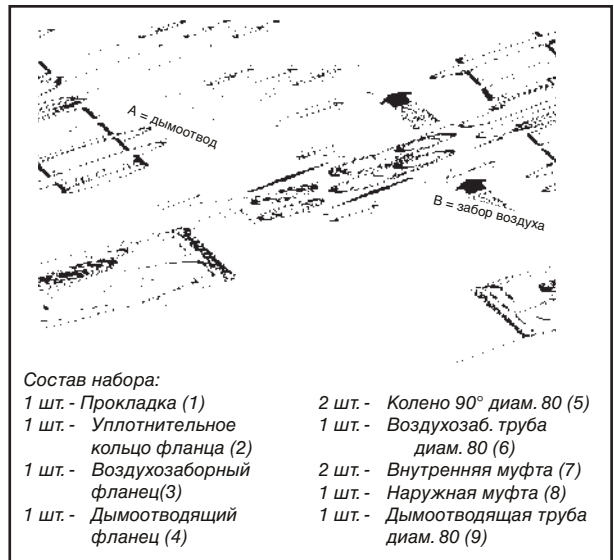 A = дымоотвод
B = забор воздуха
Состав набора:
1 шт. - Прокладка (1)
1 шт. - Уплотнительное
кольцо фланца (2)
1 шт. - Воздухозаборный
фланец(3)
1 шт. - Дымоотводящий
фланец (4)
2 шт. - Колено 90° диам. 80 (5)
1 шт. - Воздухозаб. труба
диам. 80 (6)
2 шт. - Внутренняя муфта (7)
1 шт. - Наружная муфта (8)
1 шт. - Дымоотводящая труба
диам. 80 (9)